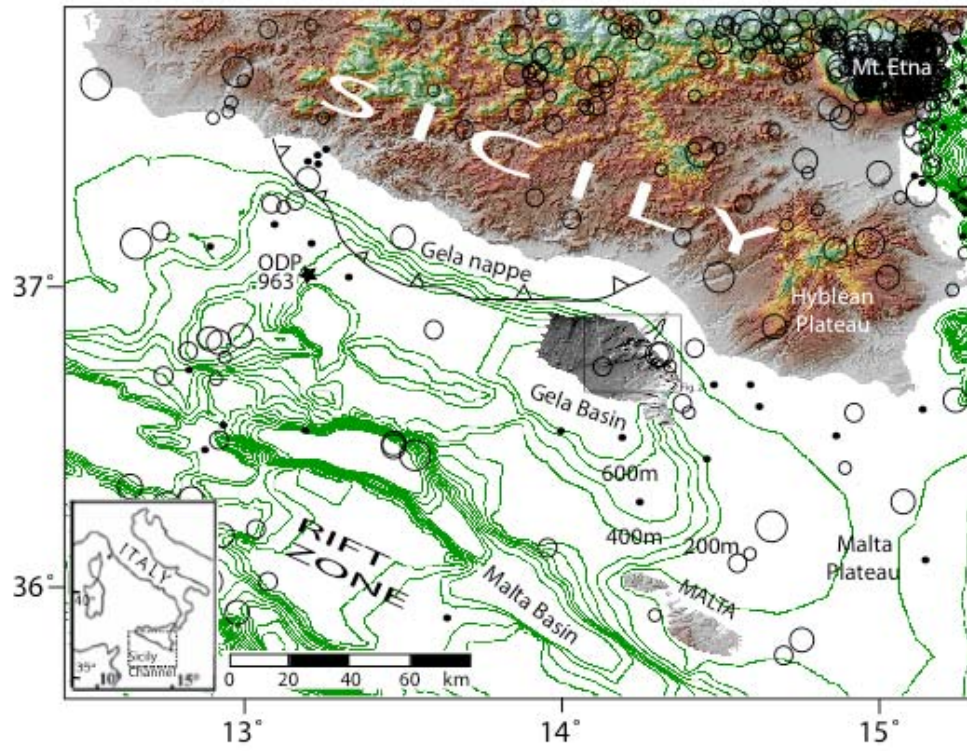 Mt. Etna
SICILY
Gela nappe
ODP
963
37°
Hyblean
Plateau
Gela Basin
600m
400m
200m
RIFT
ZONE
Malta Basin
Malta
Plateau
MALTA
36°
ITALY
40°
35°
Sicily
Channel
10°
15°
0 20 40 60 km
13° 14° 15°